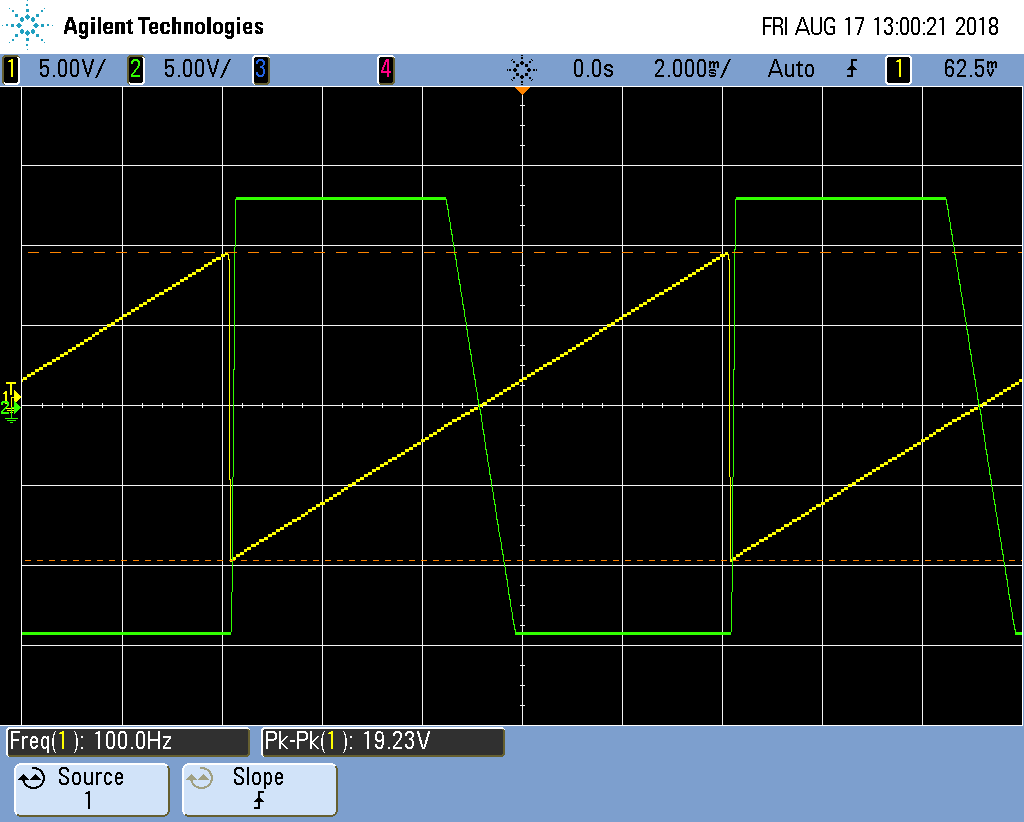 Agilent Technologies FRI AUG 17 13:00:21 2018
1 5.00V/ 2 5.00V/ 3 4 0.0s 2.000ms/ Auto 1 62.5mV
T
1
2
Freq(1): 100.0Hz Pk-Pk(1): 19.23V
Source Slope
1